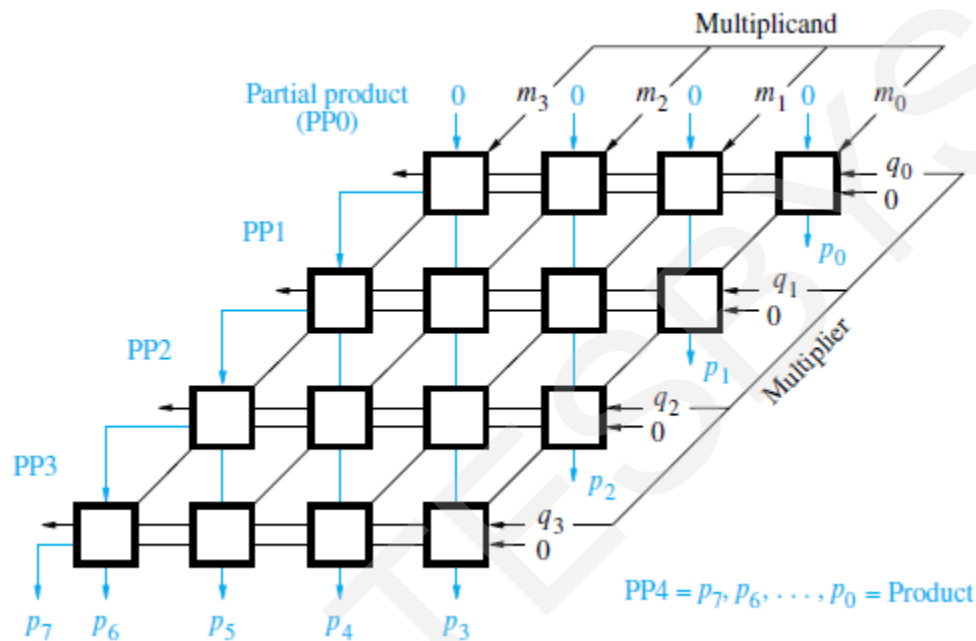 Multiplicand
Partial product
(PP0)
0 m3 0 m2 0 m1 0 m0
q0
0
PP1
p0
q1
0
PP2
p1
Multiplier
q2
0
PP3
p2
q3
0
PP4 = p7, p6, . . . , p0 = Product
p7 p6 p5 p4 p3
TESBYS